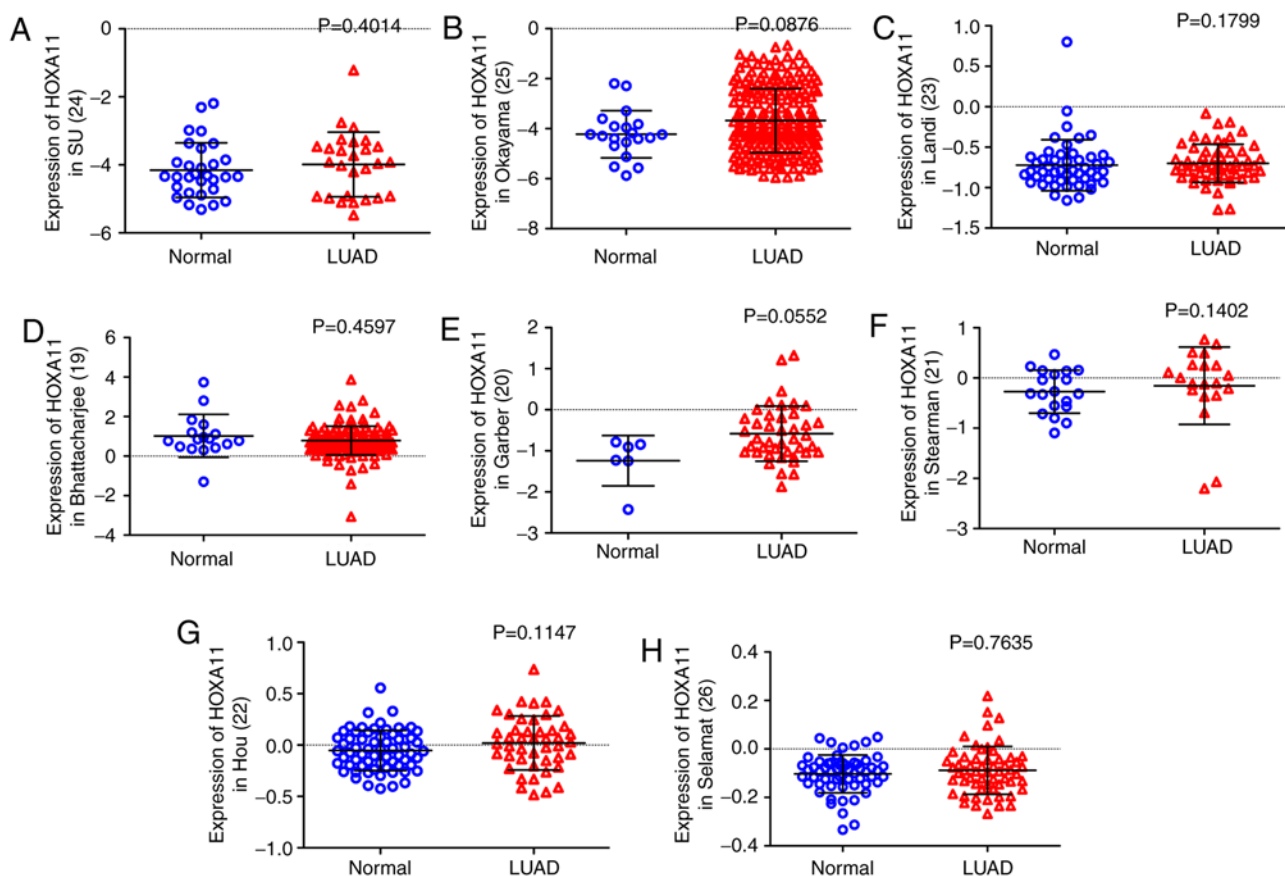 A
P=0.4014
Expression of HOXA11
in SU (24)
0
−2
−4
−6
Normal
LUAD
B
P=0.0876
Expression of HOXA11
in Okayama (25)
0
−2
−4
−6
−8
Normal
LUAD
C
P=0.1799
Expression of HOXA11
in Landi (23)
1.0
0.5
0.0
−0.5
−1.0
−1.5
Normal
LUAD
D
P=0.4597
Expression of HOXA11
in Bhattacharjee (19)
6
4
2
0
−2
−4
Normal
LUAD
E
P=0.0552
Expression of HOXA11
in Garber (20)
2
1
0
−1
−2
−3
Normal
LUAD
F
P=0.1402
Expression of HOXA11
in Stearman (21)
1
0
−1
−2
−3
Normal
LUAD
G
P=0.1147
Expression of HOXA11
in Hou (22)
1.0
0.5
0.0
−0.5
−1.0
Normal
LUAD
H
P=0.7635
Expression of HOXA11
in Selamat (26)
0.4
0.2
0.0
−0.2
−0.4
Normal
LUAD